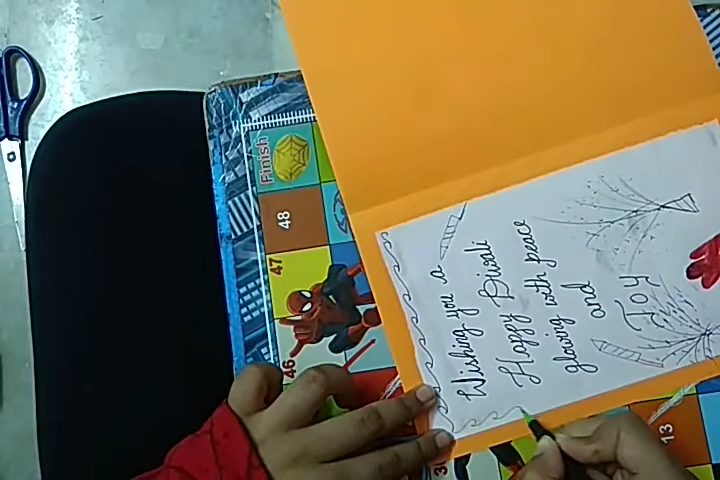 Wishing you a
Happy Diwali
glowing with peace
and
Joy
Finish
48
47
46
13